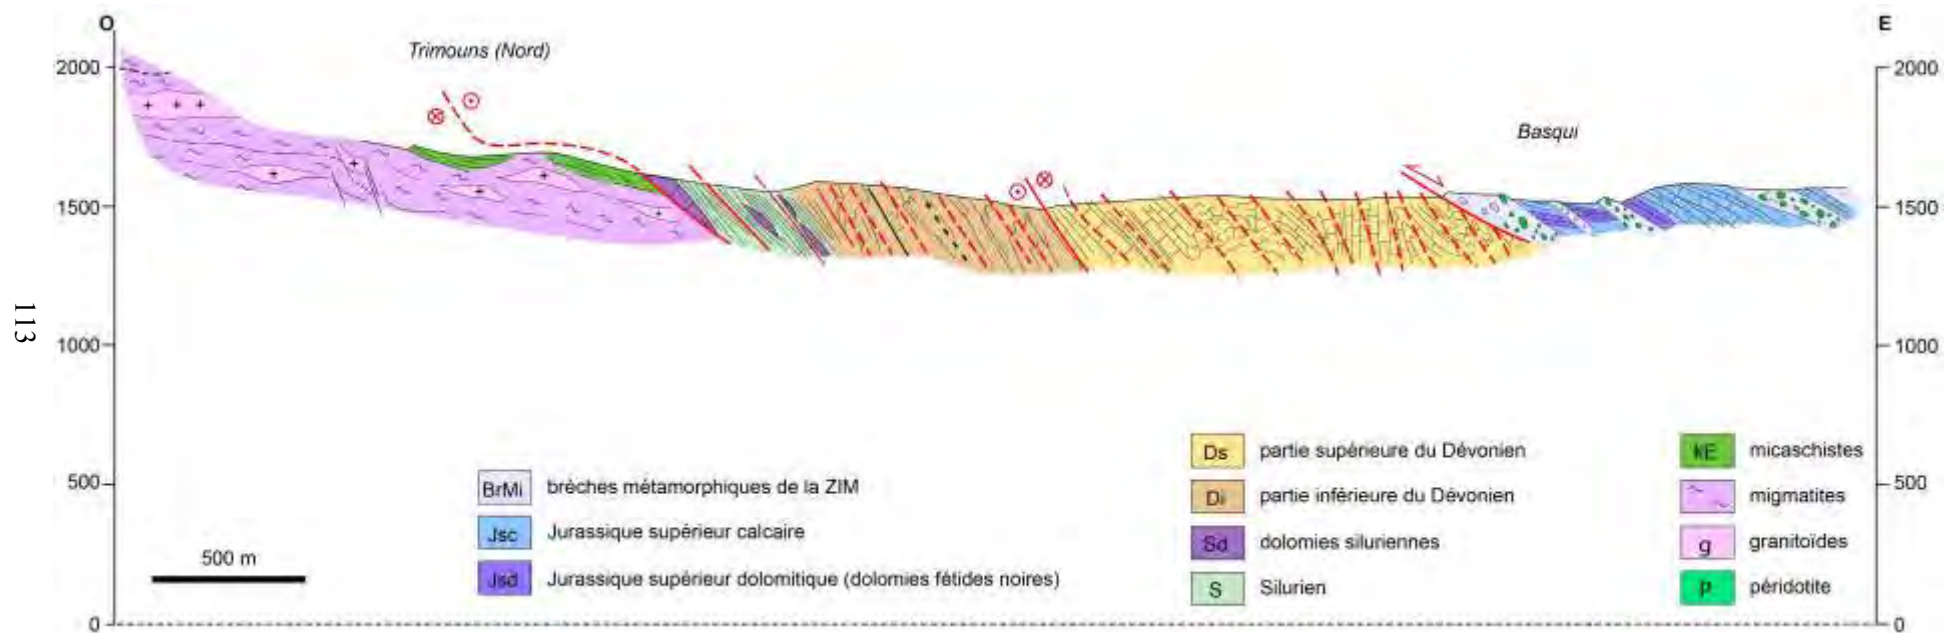 O
E
Trimouns (Nord)
Basqui
2000
1500
1000
500
0
2000
1500
1000
500
0
113
500 m
BrMi brèches métamorphiques de la ZIM
Jsc Jurassique supérieur calcaire
Jsd Jurassique supérieur dolomitique (dolomies fétides noires)
Ds partie supérieure du Dévonien
Di partie inférieure du Dévonien
Sd dolomies siluriennes
S Silurien
kE micaschistes
migmatites
g granitoïdes
p péridotite